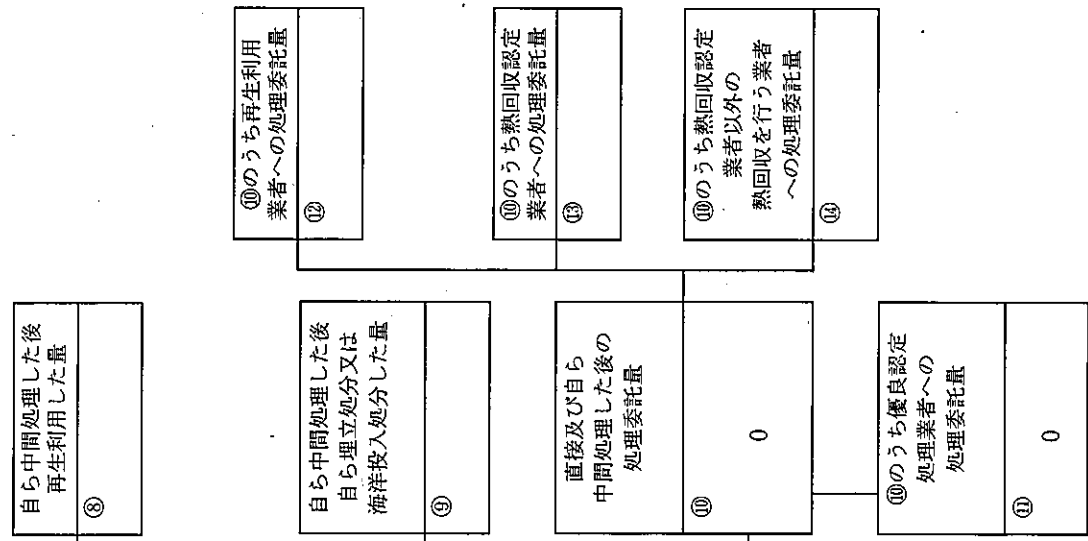 自ら中間処理した後
再生利用した量
⑧
自ら中間処理した後
自ら埋立処分又は
海洋投入処分した量
⑨
直接及び自ら
中間処理した後の
処理委託量
⑩
0
⑩のうち優良認定
処理業者への
処理委託量
⑪
0
⑩のうち再生利用
業者への処理委託量
⑫
⑩のうち熱回収認定
業者への処理委託量
⑬
⑩のうち熱回収認定
業者以外の
熱回収を行う業者
への処理委託量
⑭